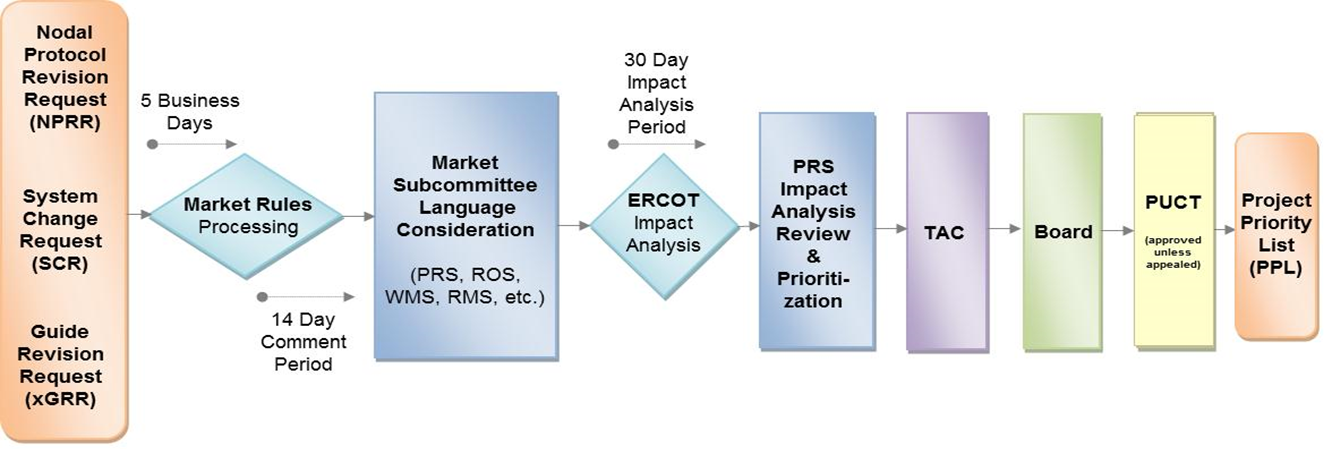 Nodal
Protocol
Revision
Request
(NPRR)
System
Change
Request
(SCR)
Guide
Revision
Request
(xGRR)
5 Business
Days
Market Rules
Processing
14 Day
Comment
Period
Market
Subcommittee
Language
Consideration
(PRS, ROS,
WMS, RMS, etc.)
30 Day
Impact
Analysis
Period
ERCOT
Impact
Analysis
PRS
Impact
Analysis
Review
&
Prioriti-
zation
TAC
Board
PUCT
(approved
unless
appealed)
Project
Priority
List
(PPL)